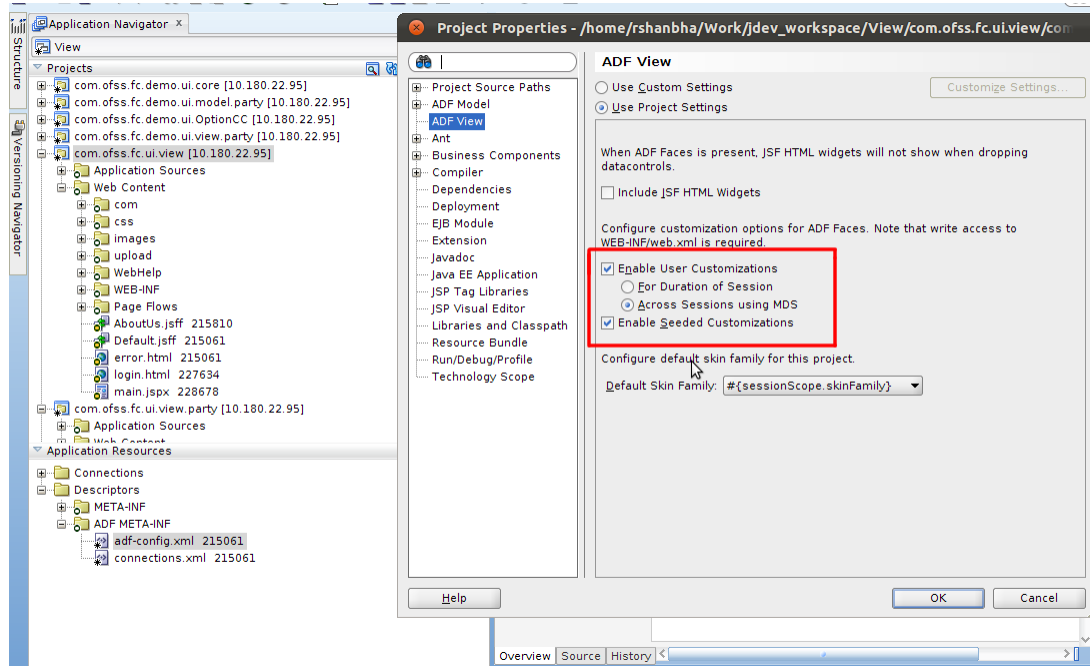 Application Navigator x
Structure
Versioning Navigator
View
Projects
com.ofss.fc.demo.ui.core [10.180.22.95]
com.ofss.fc.demo.ui.model.party [10.180.22.95]
com.ofss.fc.demo.ui.OptionCC [10.180.22.95]
com.ofss.fc.demo.ui.view.party [10.180.22.95]
com.ofss.fc.ui.view [10.180.22.95]
Application Sources
Web Content
com
css
images
upload
WebHelp
WEB-INF
Page Flows
AboutUs.jsff 215810
Default.jsff 215061
error.html 215061
login.html 227634
main.jspx 228678
com.ofss.fc.ui.view.party [10.180.22.95]
Application Sources
Web Content
Application Resources
Connections
Descriptors
META-INF
ADF META-INF
adf-config.xml 215061
connections.xml 215061
Project Properties - /home/rshanbha/Work/jdev_workspace/View/com.ofss.fc.ui.view/com
Project Source Paths
ADF Model
ADF View
Ant
Business Components
Compiler
Dependencies
Deployment
EJB Module
Extension
Javadoc
Java EE Application
JSP Tag Libraries
JSP Visual Editor
Libraries and Classpath
Resource Bundle
Run/Debug/Profile
Technology Scope
ADF View
Use Custom Settings
Customize Settings...
Use Project Settings
When ADF Faces is present, JSF HTML widgets will not show when dropping
datacontrols.
Include JSF HTML Widgets
Configure customization options for ADF Faces. Note that write access to
WEB-INF/web.xml is required.
Enable User Customizations
For Duration of Session
Across Sessions using MDS
Enable Seeded Customizations
Configure default skin family for this project.
Default Skin Family: #{sessionScope.skinFamily}
Help
OK
Cancel
Overview Source History